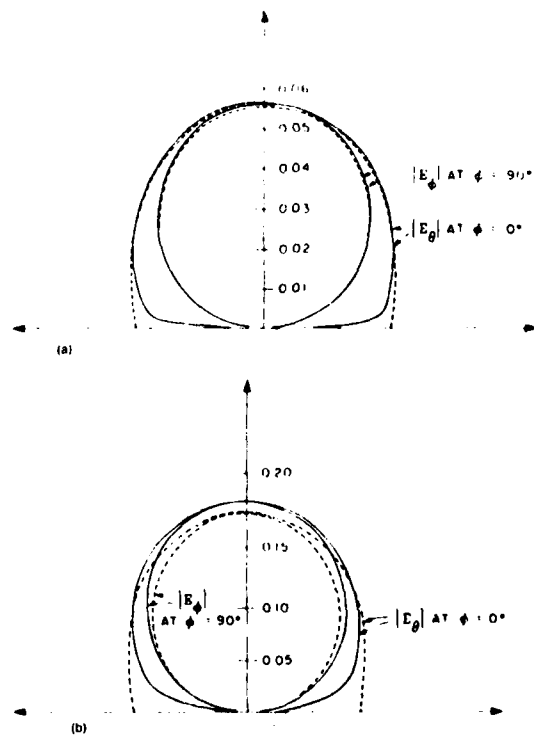 0.06
0.05
0.04
|E_ϕ| AT ϕ = 90°
0.03
|E_θ| AT ϕ = 0°
0.02
0.01
(a)
0.20
0.15
|E_ϕ|
0.10
AT ϕ = 90°
|E_θ| AT ϕ = 0°
0.05
(b)